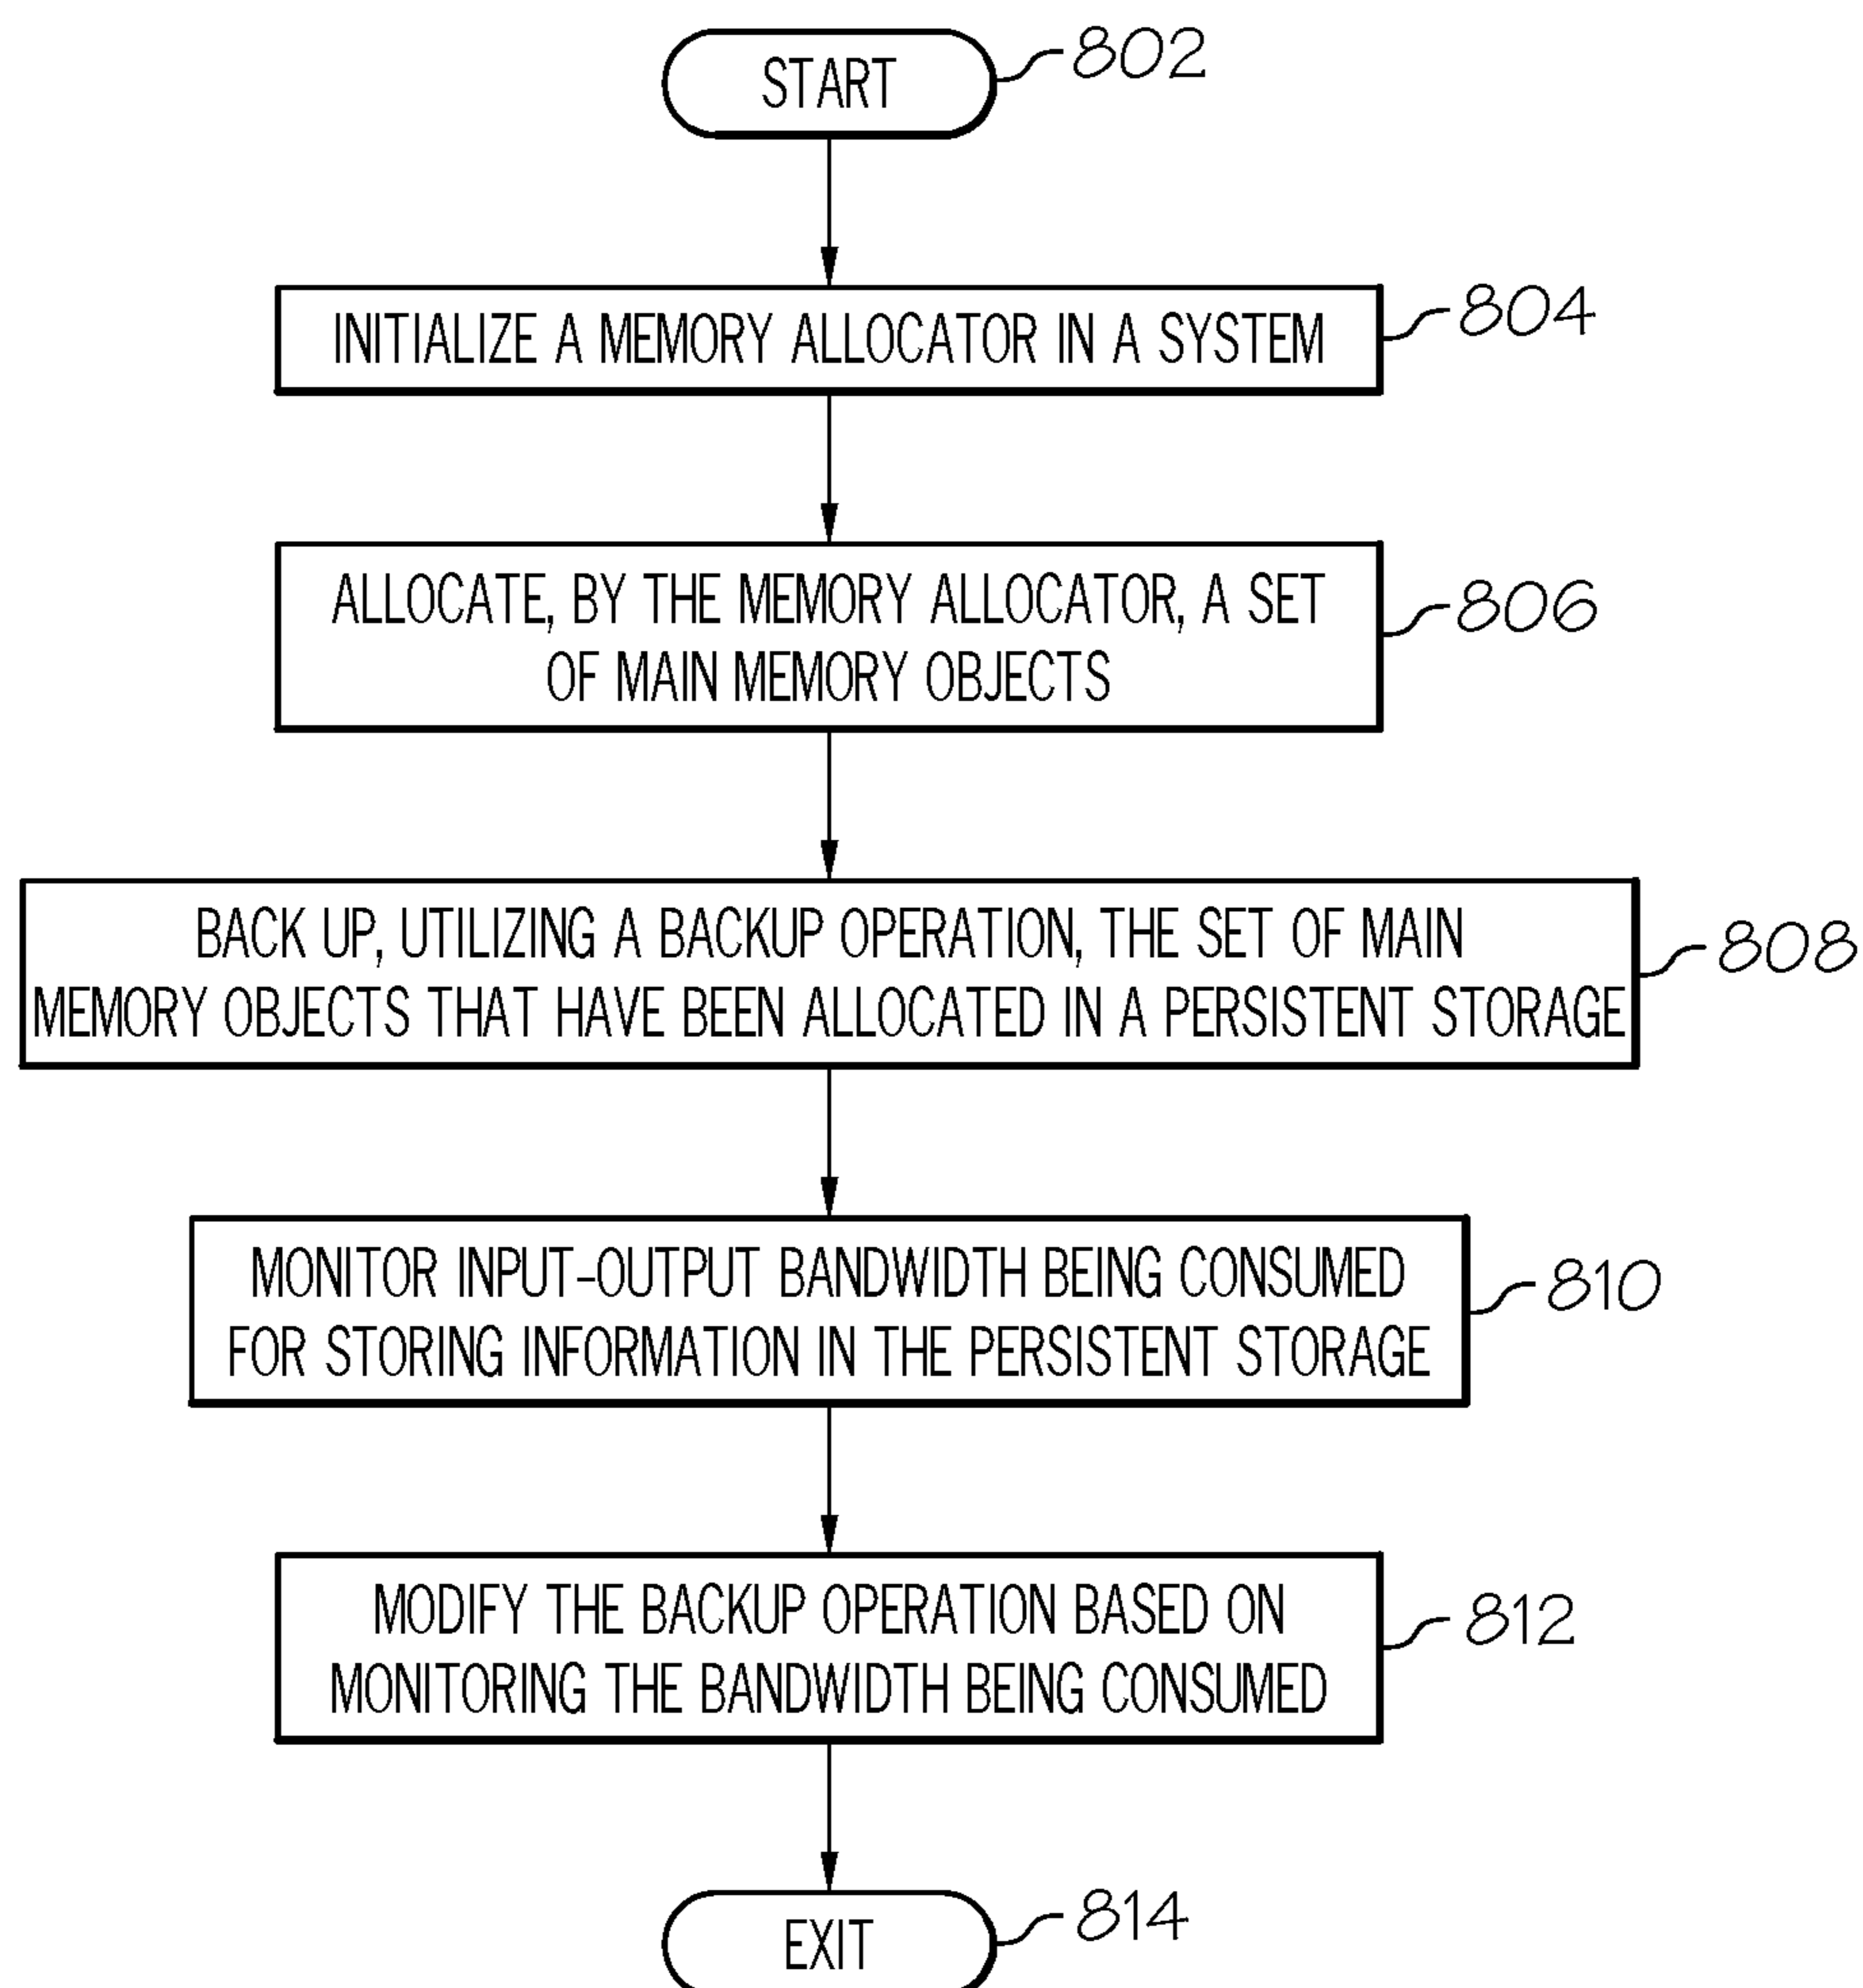 START
802
INITIALIZE A MEMORY ALLOCATOR IN A SYSTEM
804
ALLOCATE, BY THE MEMORY ALLOCATOR, A SET
OF MAIN MEMORY OBJECTS
806
BACK UP, UTILIZING A BACKUP OPERATION, THE SET OF MAIN
MEMORY OBJECTS THAT HAVE BEEN ALLOCATED IN A PERSISTENT STORAGE
808
MONITOR INPUT-OUTPUT BANDWIDTH BEING CONSUMED
FOR STORING INFORMATION IN THE PERSISTENT STORAGE
810
MODIFY THE BACKUP OPERATION BASED ON
MONITORING THE BANDWIDTH BEING CONSUMED
812
EXIT
814